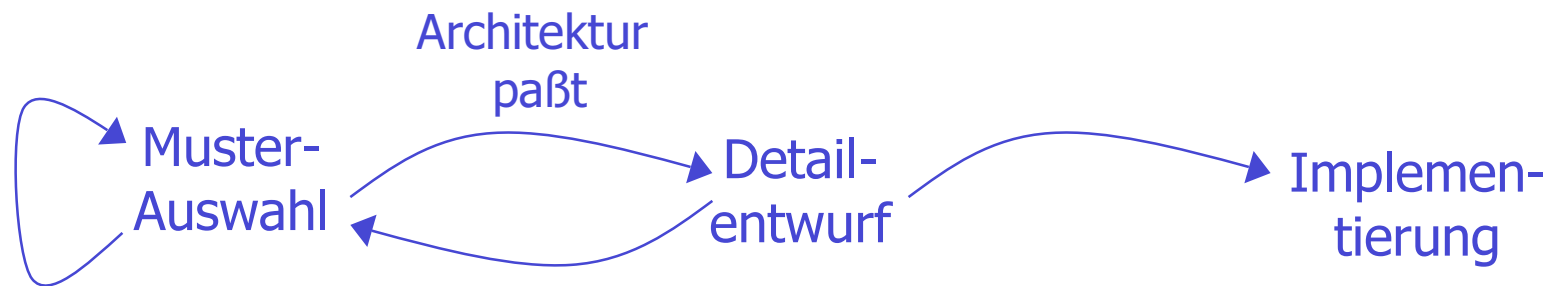 Architektur
paßt
Muster-
Auswahl
Detail-
entwurf
Implemen-
tierung